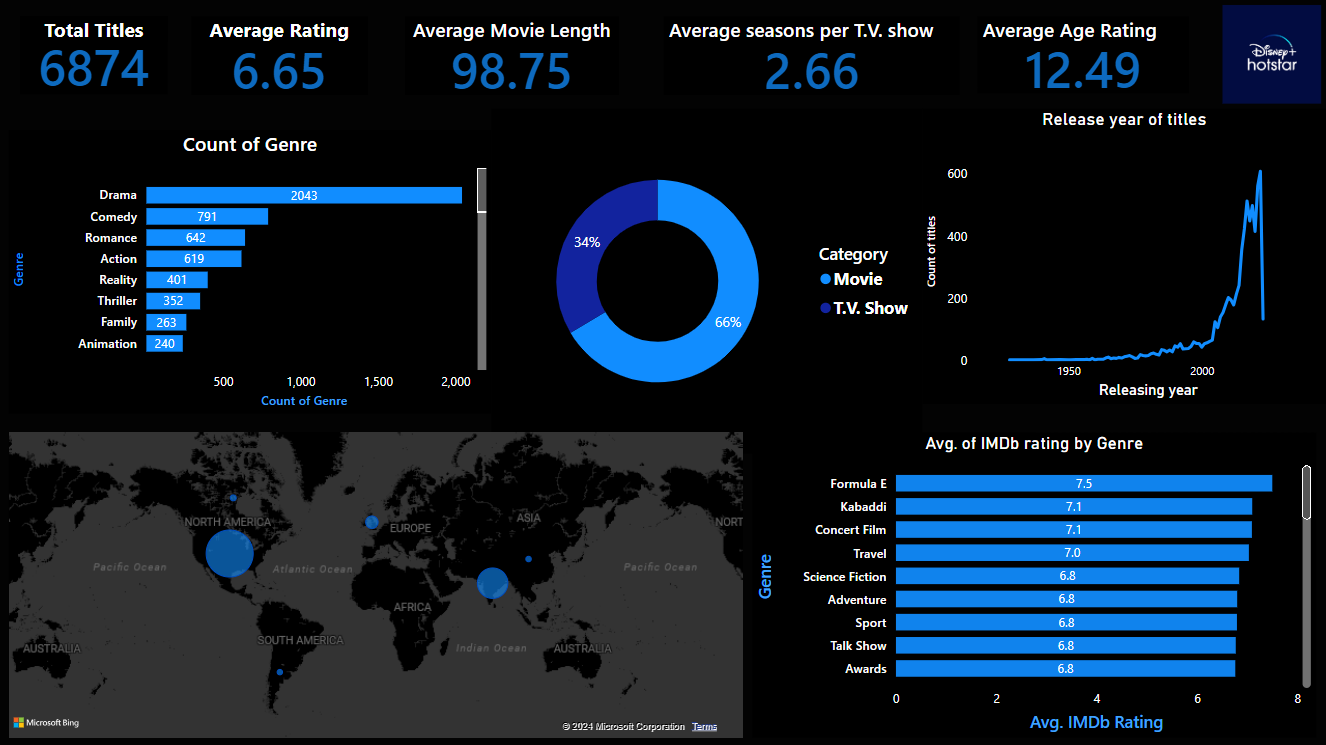 Total Titles
6874
Average Rating
6.65
Average Movie Length
98.75
Average seasons per T.V. show
2.66
Average Age Rating
12.49
Disney+
hotstar
Count of Genre
Genre
Drama
2043
Comedy
791
Romance
642
Action
619
Reality
401
Thriller
352
Family
263
Animation
240
500 1,000 1,500 2,000
Count of Genre
34%
66%
Category
Movie
T.V. Show
Release year of titles
Count of titles
600
400
200
0
1950 2000
Releasing year
NORTH AMERICA
EUROPE
ASIA
NORT
Pacific Ocean
Atlantic Ocean
Pacific Ocean
AFRICA
SOUTH AMERICA
AUSTRALIA
Indian Ocean
AUSTRALIA
Microsoft Bing
© 2024 Microsoft Corporation Terms
Avg. of IMDb rating by Genre
Genre
Formula E
7.5
Kabaddi
7.1
Concert Film
7.1
Travel
7.0
Science Fiction
6.8
Adventure
6.8
Sport
6.8
Talk Show
6.8
Awards
6.8
0 2 4 6 8
Avg. IMDb Rating